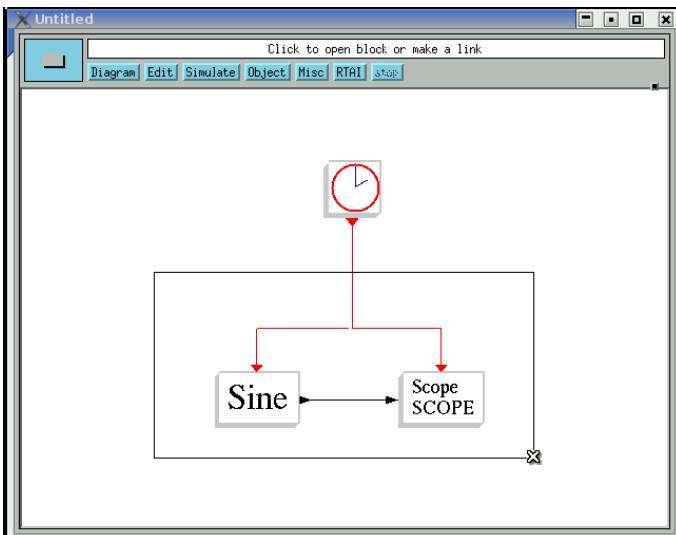 Untitled
Click to open block or make a link
Diagram Edit Simulate Object Misc RTAI stop
Sine
Scope
SCOPE